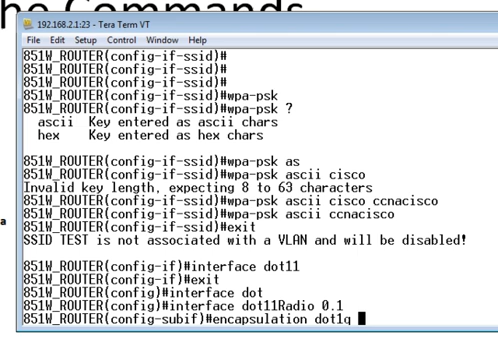 he Commands
192.168.2.1:23 - Tera Term VT
File Edit Setup Control Window Help
851W_ROUTER(config-if-ssid)#
851W_ROUTER(config-if-ssid)#
851W_ROUTER(config-if-ssid)#
851W_ROUTER(config-if-ssid)#wpa-psk
851W_ROUTER(config-if-ssid)#wpa-psk ?
ascii Key entered as ascii chars
hex Key entered as hex chars
851W_ROUTER(config-if-ssid)#wpa-psk as
851W_ROUTER(config-if-ssid)#wpa-psk ascii cisco
Invalid key length, expecting 8 to 63 characters
851W_ROUTER(config-if-ssid)#wpa-psk ascii cisco ccnacisco
851W_ROUTER(config-if-ssid)#wpa-psk ascii ccnacisco
a
851W_ROUTER(config-if-ssid)#exit
SSID TEST is not associated with a VLAN and will be disabled!
851W_ROUTER(config-if)#interface dot11
851W_ROUTER(config-if)#exit
851W_ROUTER(config)#interface dot
851W_ROUTER(config)#interface dot11Radio 0.1
851W_ROUTER(config-subif)#encapsulation dot1q